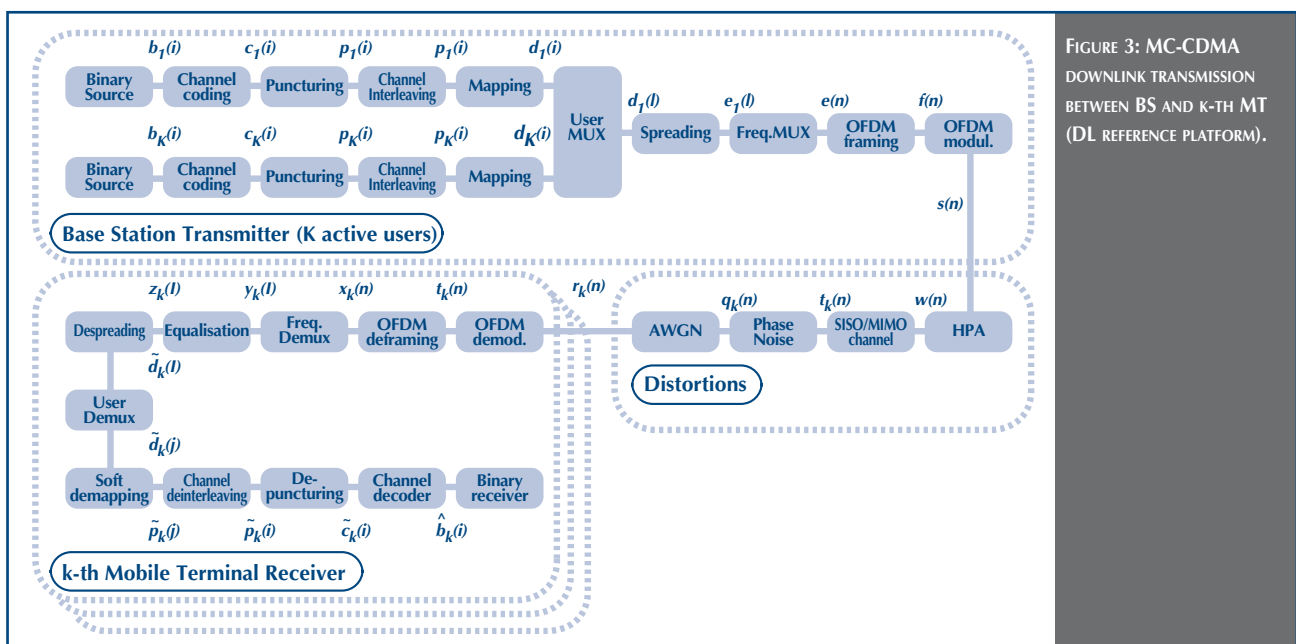 b1(i) c1(i) p1(i) p1(i) d1(i)
Binary Source Channel coding Puncturing Channel Interleaving Mapping
User MUX
d1(l) e1(l) e(n) f(n)
Spreading Freq.MUX OFDM framing OFDM modul.
bK(i) cK(i) pK(i) pK(i) dK(i)
Binary Source Channel coding Puncturing Channel Interleaving Mapping
s(n)
Base Station Transmitter (K active users)
zk(l) yk(l) xk(n) tk(n) rk(n)
Despreading Equalisation Freq. Demux OFDM deframing OFDM demod.
d̃k(l)
User Demux
d̃k(j)
Soft demapping Channel deinterleaving De-puncturing Channel decoder Binary receiver
p̃k(j) p̃k(i) c̃k(i) b̂k(i)
k-th Mobile Terminal Receiver
qk(n) tk(n) w(n)
AWGN Phase Noise SISO/MIMO channel HPA
Distortions
FIGURE 3: MC-CDMA
DOWNLINK TRANSMISSION
BETWEEN BS AND K-TH MT
(DL REFERENCE PLATFORM).